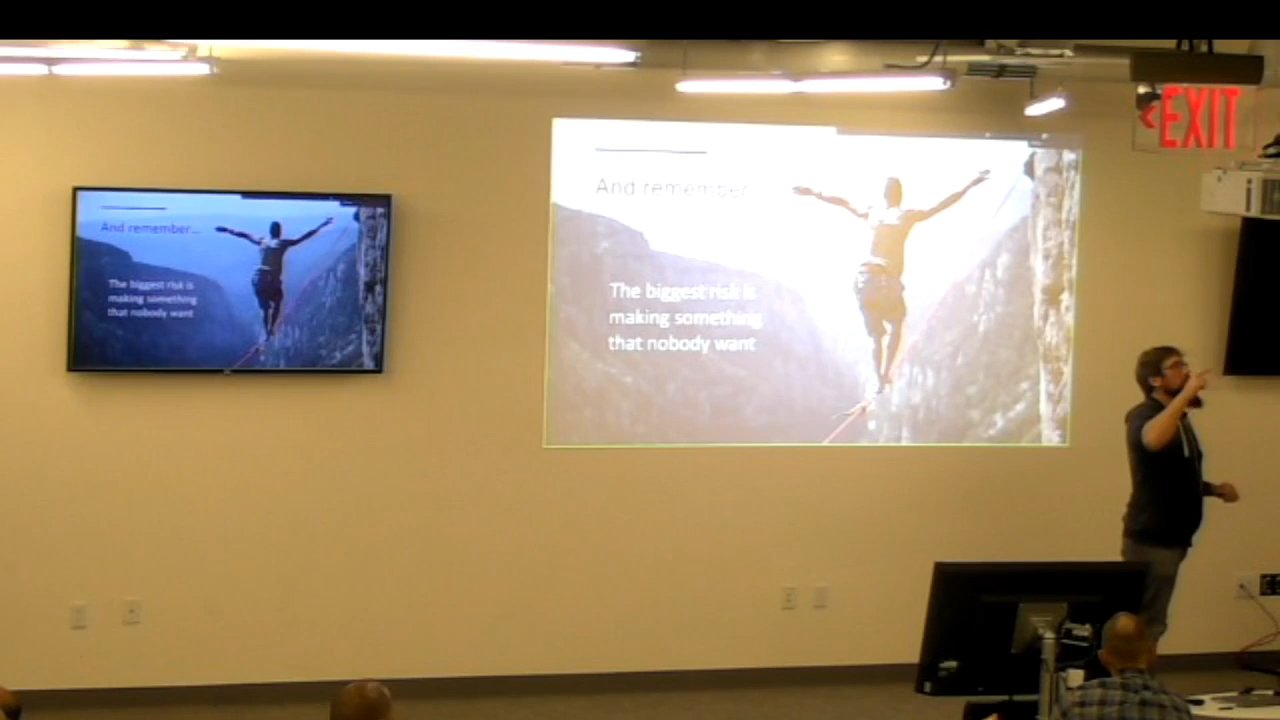 And remember...
The biggest risk is
making something
that nobody want
And remember
The biggest risk is
making something
that nobody want
EXIT